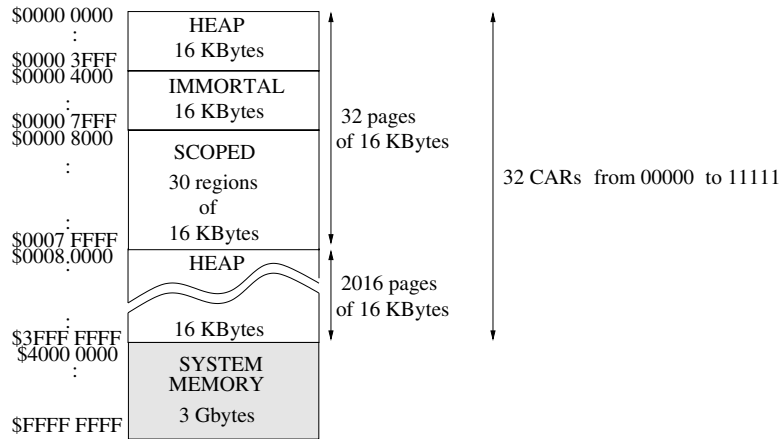 $0000 0000
:
$0000 3FFF
$0000 4000
:
$0000 7FFF
$0000 8000
:
:
$0007 FFFF
$0008 0000
:
:
$3FFF FFFF
$4000 0000
:
$FFFF FFFF
HEAP
16 KBytes
IMMORTAL
16 KBytes
SCOPED
30 regions
of
16 KBytes
HEAP
16 KBytes
SYSTEM
MEMORY
3 Gbytes
32 pages
of 16 KBytes
2016 pages
of 16 KBytes
32 CARs from 00000 to 11111